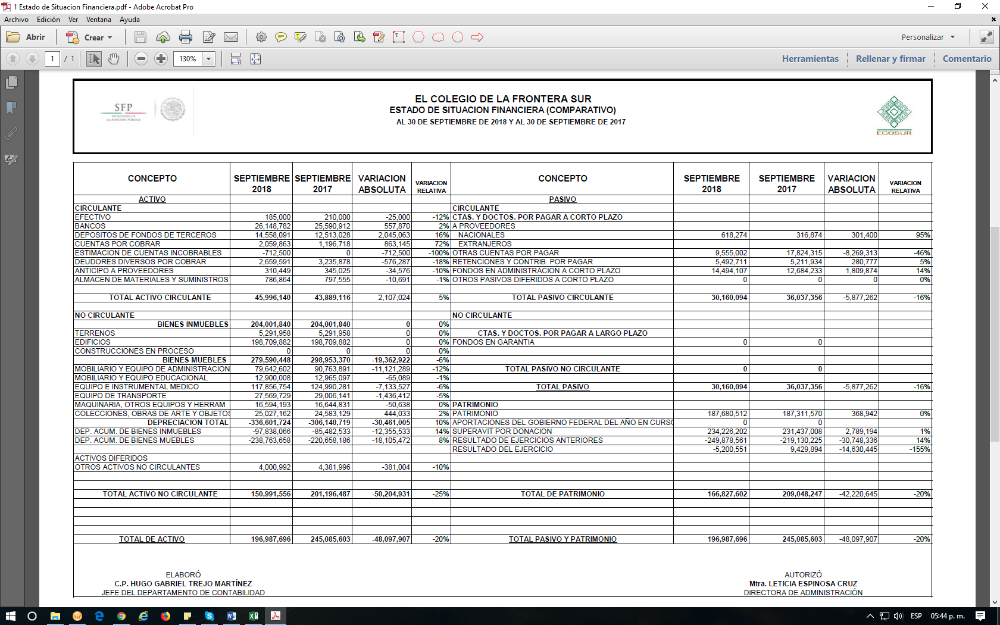 1 Estado de Situacion Financiera.pdf - Adobe Acrobat Pro
Archivo Edición Ver Ventana Ayuda
Abrir Crear Personalizar
1 / 1 130% Herramientas Rellenar y firmar Comentario
SFP
SECRETARÍA DE
LA FUNCIÓN PÚBLICA
EL COLEGIO DE LA FRONTERA SUR
ESTADO DE SITUACION FINANCIERA (COMPARATIVO)
AL 30 DE SEPTIEMBRE DE 2018 Y AL 30 DE SEPTIEMBRE DE 2017
ECOSUR
CONCEPTO SEPTIEMBRE 2018 SEPTIEMBRE 2017 VARIACION ABSOLUTA VARIACION RELATIVA CONCEPTO SEPTIEMBRE 2018 SEPTIEMBRE 2017 VARIACION ABSOLUTA VARIACION RELATIVA
ACTIVO PASIVO
CIRCULANTE CIRCULANTE
EFECTIVO 185,000 210,000 -25,000 -12% CTAS. Y DOCTOS. POR PAGAR A CORTO PLAZO
BANCOS 26,148,782 25,590,912 557,870 2% A PROVEEDORES
DEPOSITOS DE FONDOS DE TERCEROS 14,558,091 12,513,028 2,045,063 16% NACIONALES 618,274 316,874 301,400 95%
CUENTAS POR COBRAR 2,059,863 1,196,718 863,145 72% EXTRANJEROS
ESTIMACION DE CUENTAS INCOBRABLES -712,500 0 -712,500 -100% OTRAS CUENTAS POR PAGAR 9,555,002 17,824,315 -8,269,313 -46%
DEUDORES DIVERSOS POR COBRAR 2,659,591 3,235,878 -576,287 -18% RETENCIONES Y CONTRIB. POR PAGAR 5,492,711 5,211,934 280,777 5%
ANTICIPO A PROVEEDORES 310,449 345,025 -34,576 -10% FONDOS EN ADMINISTRACION A CORTO PLAZO 14,494,107 12,684,233 1,809,874 14%
ALMACEN DE MATERIALES Y SUMINISTROS 786,864 797,555 -10,691 -1% OTROS PASIVOS DIFERIDOS A CORTO PLAZO 0 0 0 0%
TOTAL ACTIVO CIRCULANTE 45,996,140 43,889,116 2,107,024 5% TOTAL PASIVO CIRCULANTE 30,160,094 36,037,356 -5,877,262 -16%
NO CIRCULANTE NO CIRCULANTE
BIENES INMUEBLES 204,001,840 204,001,840 0 0%
TERRENOS 5,291,958 5,291,958 0 0% CTAS. Y DOCTOS. POR PAGAR A LARGO PLAZO
EDIFICIOS 198,709,882 198,709,882 0 0% FONDOS EN GARANTIA 0 0
CONSTRUCCIONES EN PROCESO 0 0 0 0%
BIENES MUEBLES 279,590,448 298,953,370 -19,362,922 -6%
MOBILIARIO Y EQUIPO DE ADMINISTRACION 79,642,602 90,763,891 -11,121,289 -12% TOTAL PASIVO NO CIRCULANTE 0 0
MOBILIARIO Y EQUIPO EDUCACIONAL 12,900,008 12,965,097 -65,089 -1%
EQUIPO E INSTRUMENTAL MEDICO 117,856,754 124,990,281 -7,133,527 -6% TOTAL PASIVO 30,160,094 36,037,356 -5,877,262 -16%
EQUIPO DE TRANSPORTE 27,569,729 29,006,141 -1,436,412 -5%
MAQUINARIA, OTROS EQUIPOS Y HERRAM 16,594,193 16,644,831 -50,638 0% PATRIMONIO
COLECCIONES, OBRAS DE ARTE Y OBJETOS 25,027,162 24,583,129 444,033 2% PATRIMONIO 187,680,512 187,311,570 368,942 0%
DEPRECIACION TOTAL -336,601,724 -306,140,719 -30,461,005 10% APORTACIONES DEL GOBIERNO FEDERAL DEL AÑO EN CURSO 0 0
DEP. ACUM. DE BIENES INMUEBLES -97,838,066 -85,482,533 -12,355,533 14% SUPERAVIT POR DONACION 234,226,202 231,437,008 2,789,194 1%
DEP. ACUM. DE BIENES MUEBLES -238,763,658 -220,658,186 -18,105,472 8% RESULTADO DE EJERCICIOS ANTERIORES -249,878,561 -219,130,225 -30,748,336 14%
RESULTADO DEL EJERCICIO -5,200,551 9,429,894 -14,630,445 -155%
ACTIVOS DIFERIDOS
OTROS ACTIVOS NO CIRCULANTES 4,000,992 4,381,996 -381,004 -10%
TOTAL ACTIVO NO CIRCULANTE 150,991,556 201,196,487 -50,204,931 -25% TOTAL DE PATRIMONIO 166,827,602 209,048,247 -42,220,645 -20%
TOTAL DE ACTIVO 196,987,696 245,085,603 -48,097,907 -20% TOTAL PASIVO Y PATRIMONIO 196,987,696 245,085,603 -48,097,907 -20%
ELABORÓ AUTORIZÓ
C.P. HUGO GABRIEL TREJO MARTÍNEZ Mtra. LETICIA ESPINOSA CRUZ
JEFE DEL DEPARTAMENTO DE CONTABILIDAD DIRECTORA DE ADMINISTRACIÓN
ESP 05:44 p. m.